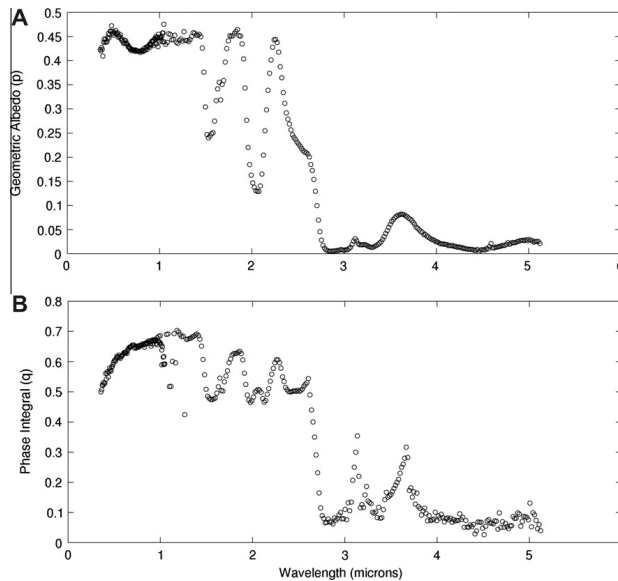 A
0.5
0.45
0.4
0.35
0.3
0.25
0.2
0.15
0.1
0.05
0
Geometric Albedo (p)
0 1 2 3 4 5 6
B
0.8
0.7
0.6
0.5
0.4
0.3
0.2
0.1
0
Phase Integral (q)
0 1 2 3 4 5
Wavelength (microns)